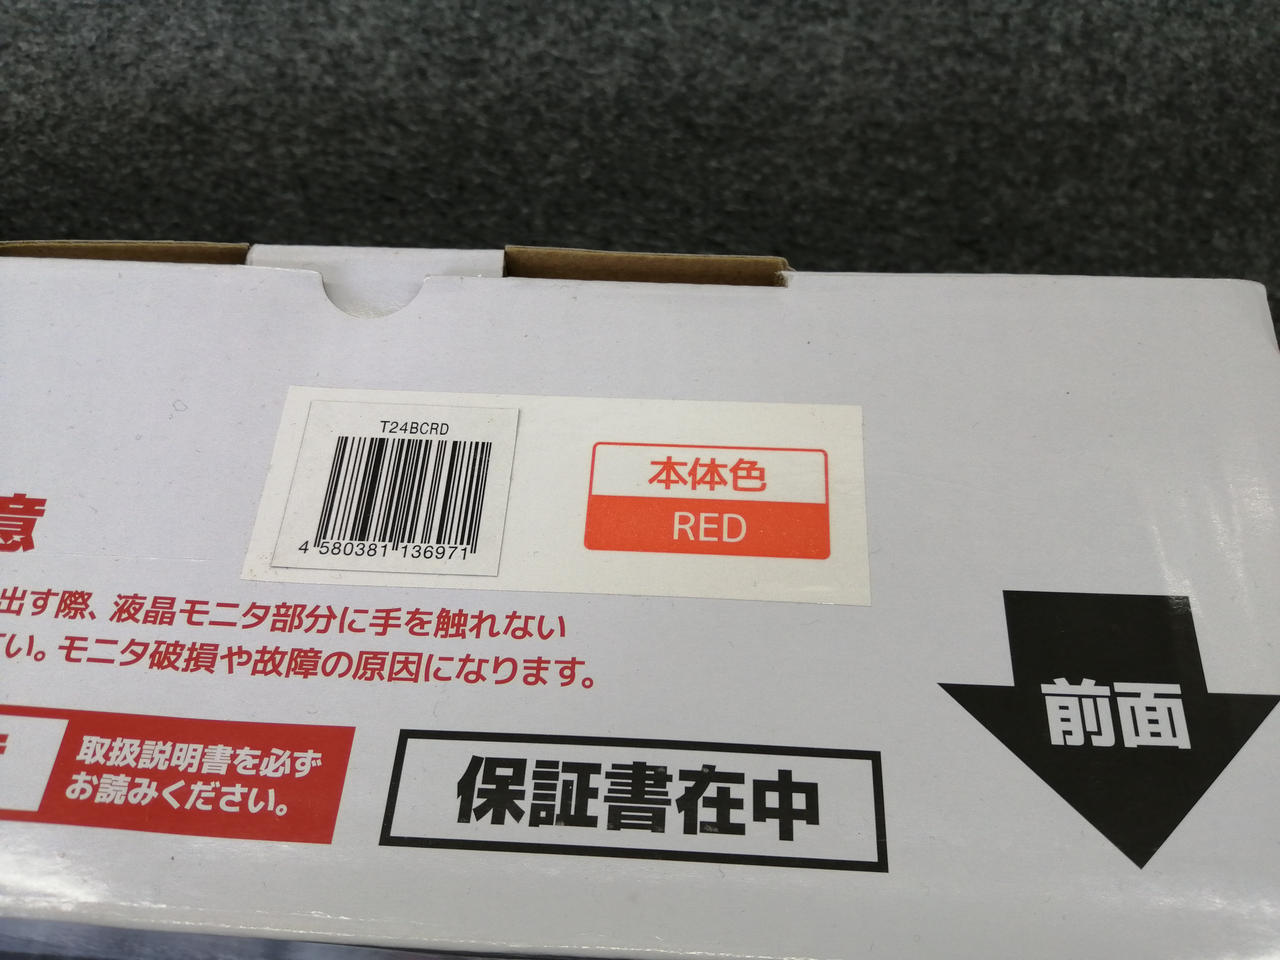 T24BCRD
4 580381 136971
本体色
RED
意
出す際、液晶モニタ部分に手を触れない
い。モニタ破損や故障の原因になります。
取扱説明書を必ず
お読みください。
保証書在中
前面